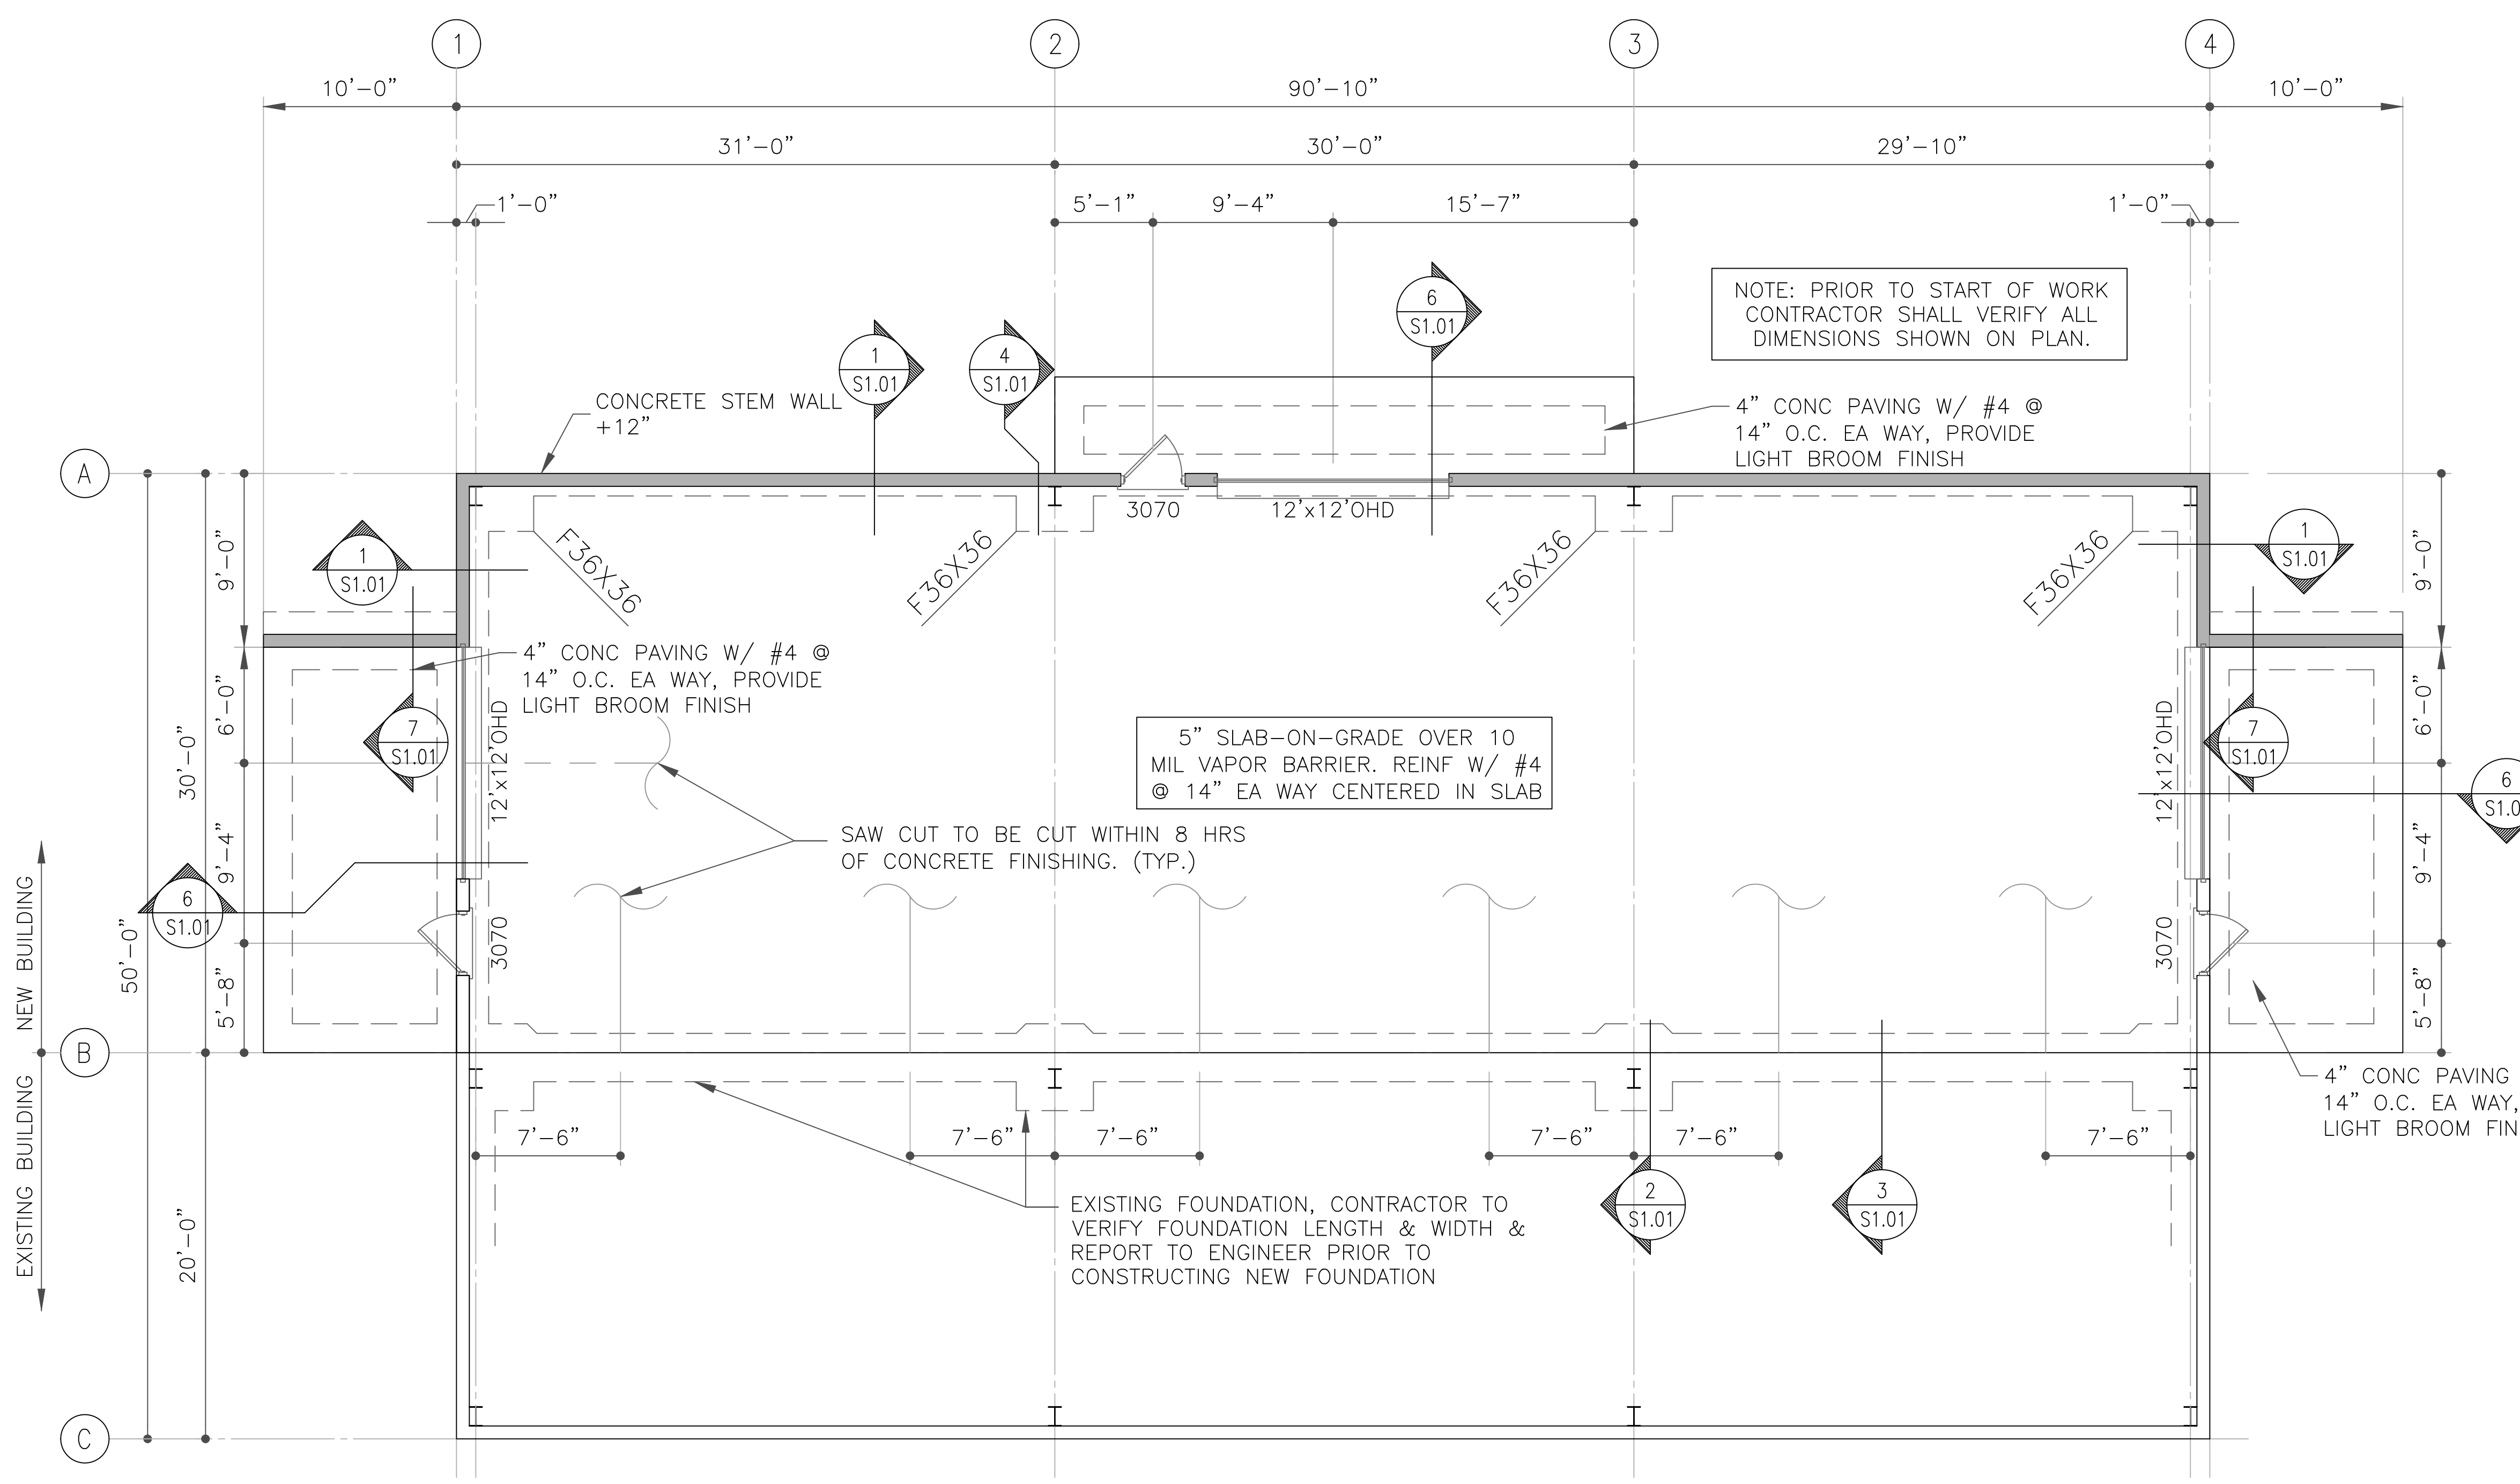 1
2
3
4
10'-0"
90'-10"
10'-0"
31'-0"
30'-0"
29'-10"
1'-0"
5'-1"
9'-4"
15'-7"
1'-0"
NOTE: PRIOR TO START OF WORK
CONTRACTOR SHALL VERIFY ALL
DIMENSIONS SHOWN ON PLAN.
6
S1.01
1
S1.01
4
S1.01
CONCRETE STEM WALL
+12"
4" CONC PAVING W/ #4 @
14" O.C. EA WAY, PROVIDE
LIGHT BROOM FINISH
A
3070
12'x12'OHD
9'-0"
1
S1.01
F36X36
F36X36
F36X36
F36X36
1
S1.01
9'-0"
4" CONC PAVING W/ #4 @
14" O.C. EA WAY, PROVIDE
LIGHT BROOM FINISH
6'-0"
30'-0"
7
S1.01
12'x12'OHD
5" SLAB-ON-GRADE OVER 10
MIL VAPOR BARRIER. REINF W/ #4
@ 14" EA WAY CENTERED IN SLAB
12'x12'OHD
7
S1.01
6'-0"
6
S1.0
SAW CUT TO BE CUT WITHIN 8 HRS
OF CONCRETE FINISHING. (TYP.)
9'-4"
9'-4"
6
S1.01
NEW BUILDING
50'-0"
5'-8"
3070
3070
5'-8"
B
EXISTING BUILDING
4" CONC PAVING
14" O.C. EA WAY,
LIGHT BROOM FIN
7'-6"
7'-6"
7'-6"
7'-6"
7'-6"
7'-6"
2
S1.01
3
S1.01
EXISTING FOUNDATION, CONTRACTOR TO
VERIFY FOUNDATION LENGTH & WIDTH &
REPORT TO ENGINEER PRIOR TO
CONSTRUCTING NEW FOUNDATION
20'-0"
C